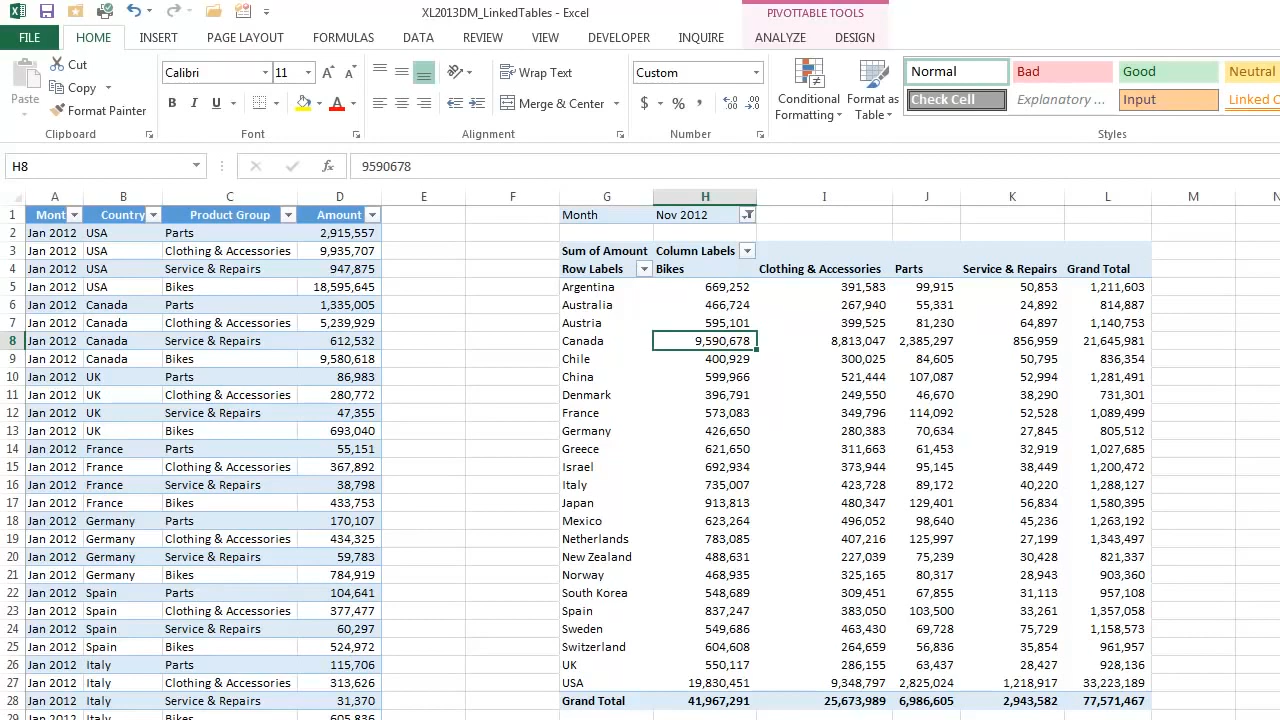 XL2013DM_LinkedTables - Excel
PIVOTTABLE TOOLS
FILE HOME INSERT PAGE LAYOUT FORMULAS DATA REVIEW VIEW DEVELOPER INQUIRE ANALYZE DESIGN
Paste Cut Copy Format Painter
Calibri 11 Wrap Text Custom
B I U Merge & Center $ % ,
Conditional Formatting Format as Table
Normal Bad Good Neutral
Check Cell Explanatory ... Input Linked C
Clipboard Font Alignment Number Styles
H8 fx 9590678
A B C D E F G H I J K L M N
1 Mont Country Product Group Amount Month Nov 2012
2 Jan 2012 USA Parts 2,915,557
3 Jan 2012 USA Clothing & Accessories 9,935,707 Sum of Amount Column Labels
4 Jan 2012 USA Service & Repairs 947,875 Row Labels Bikes Clothing & Accessories Parts Service & Repairs Grand Total
5 Jan 2012 USA Bikes 18,595,645 Argentina 669,252 391,583 99,915 50,853 1,211,603
6 Jan 2012 Canada Parts 1,335,005 Australia 466,724 267,940 55,331 24,892 814,887
7 Jan 2012 Canada Clothing & Accessories 5,239,929 Austria 595,101 399,525 81,230 64,897 1,140,753
8 Jan 2012 Canada Service & Repairs 612,532 Canada 9,590,678 8,813,047 2,385,297 856,959 21,645,981
9 Jan 2012 Canada Bikes 9,580,618 Chile 400,929 300,025 84,605 50,795 836,354
10 Jan 2012 UK Parts 86,983 China 599,966 521,444 107,087 52,994 1,281,491
11 Jan 2012 UK Clothing & Accessories 280,772 Denmark 396,791 249,550 46,670 38,290 731,301
12 Jan 2012 UK Service & Repairs 47,355 France 573,083 349,796 114,092 52,528 1,089,499
13 Jan 2012 UK Bikes 693,040 Germany 426,650 280,383 70,634 27,845 805,512
14 Jan 2012 France Parts 55,151 Greece 621,650 311,663 61,453 32,919 1,027,685
15 Jan 2012 France Clothing & Accessories 367,892 Israel 692,934 373,944 95,145 38,449 1,200,472
16 Jan 2012 France Service & Repairs 38,798 Italy 735,007 423,728 89,172 40,220 1,288,127
17 Jan 2012 France Bikes 433,753 Japan 913,813 480,347 129,401 56,834 1,580,395
18 Jan 2012 Germany Parts 170,107 Mexico 623,264 496,052 98,640 45,236 1,263,192
19 Jan 2012 Germany Clothing & Accessories 434,325 Netherlands 783,085 407,216 125,997 27,199 1,343,497
20 Jan 2012 Germany Service & Repairs 59,783 New Zealand 488,631 227,039 75,239 30,428 821,337
21 Jan 2012 Germany Bikes 784,919 Norway 468,935 325,165 80,317 28,943 903,360
22 Jan 2012 Spain Parts 104,641 South Korea 548,689 309,451 67,855 31,113 957,108
23 Jan 2012 Spain Clothing & Accessories 377,477 Spain 837,247 383,050 103,500 33,261 1,357,058
24 Jan 2012 Spain Service & Repairs 60,297 Sweden 549,686 463,430 69,728 75,729 1,158,573
25 Jan 2012 Spain Bikes 524,972 Switzerland 604,608 264,659 56,836 35,854 961,957
26 Jan 2012 Italy Parts 115,706 UK 550,117 286,155 63,437 28,427 928,136
27 Jan 2012 Italy Clothing & Accessories 313,626 USA 19,830,451 9,348,797 2,825,024 1,218,917 33,223,189
28 Jan 2012 Italy Service & Repairs 31,370 Grand Total 41,967,291 25,673,989 6,986,605 2,943,582 77,571,467
29 Jan 2012 Italy Bikes 605,836